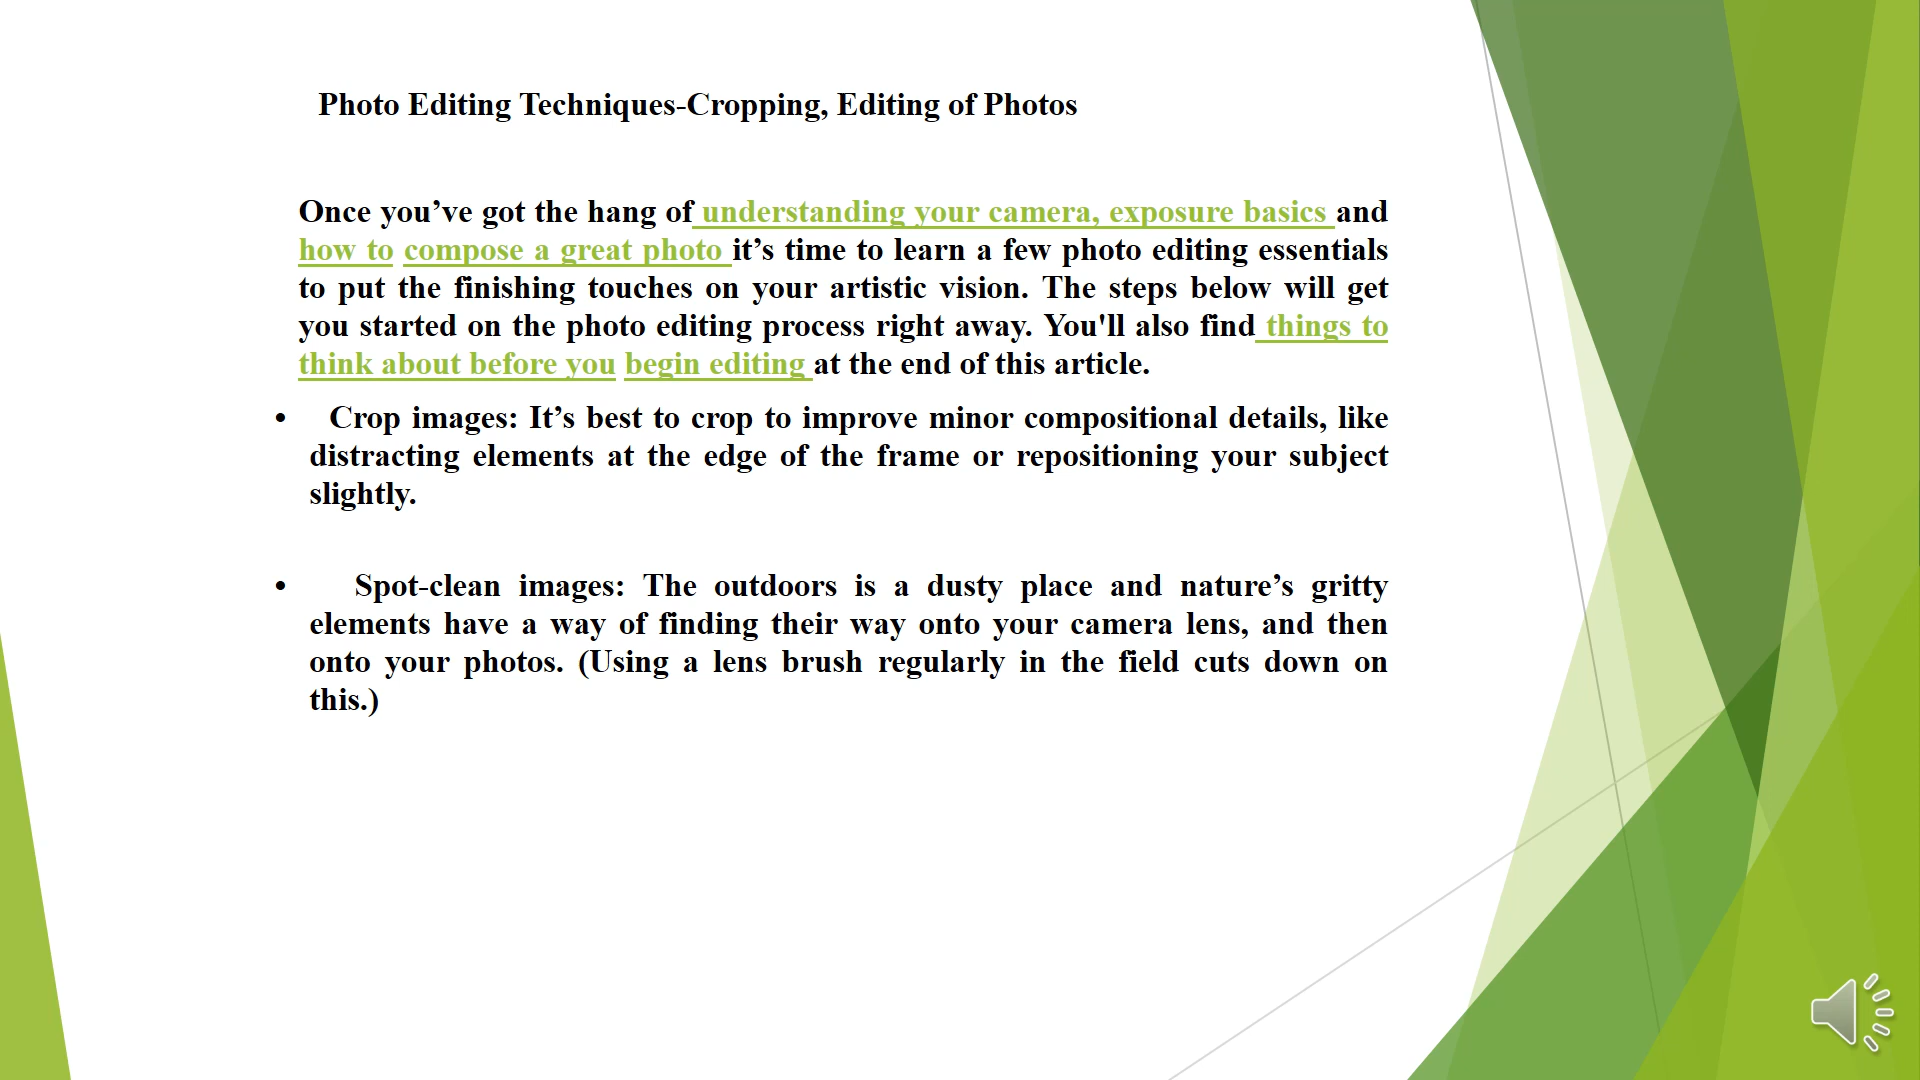 Photo Editing Techniques-Cropping, Editing of Photos
Once you’ve got the hang of understanding your camera, exposure basics and
how to compose a great photo it’s time to learn a few photo editing essentials
to put the finishing touches on your artistic vision. The steps below will get
you started on the photo editing process right away. You'll also find things to
think about before you begin editing at the end of this article.
• Crop images: It’s best to crop to improve minor compositional details, like
distracting elements at the edge of the frame or repositioning your subject
slightly.
• Spot-clean images: The outdoors is a dusty place and nature’s gritty
elements have a way of finding their way onto your camera lens, and then
onto your photos. (Using a lens brush regularly in the field cuts down on
this.)